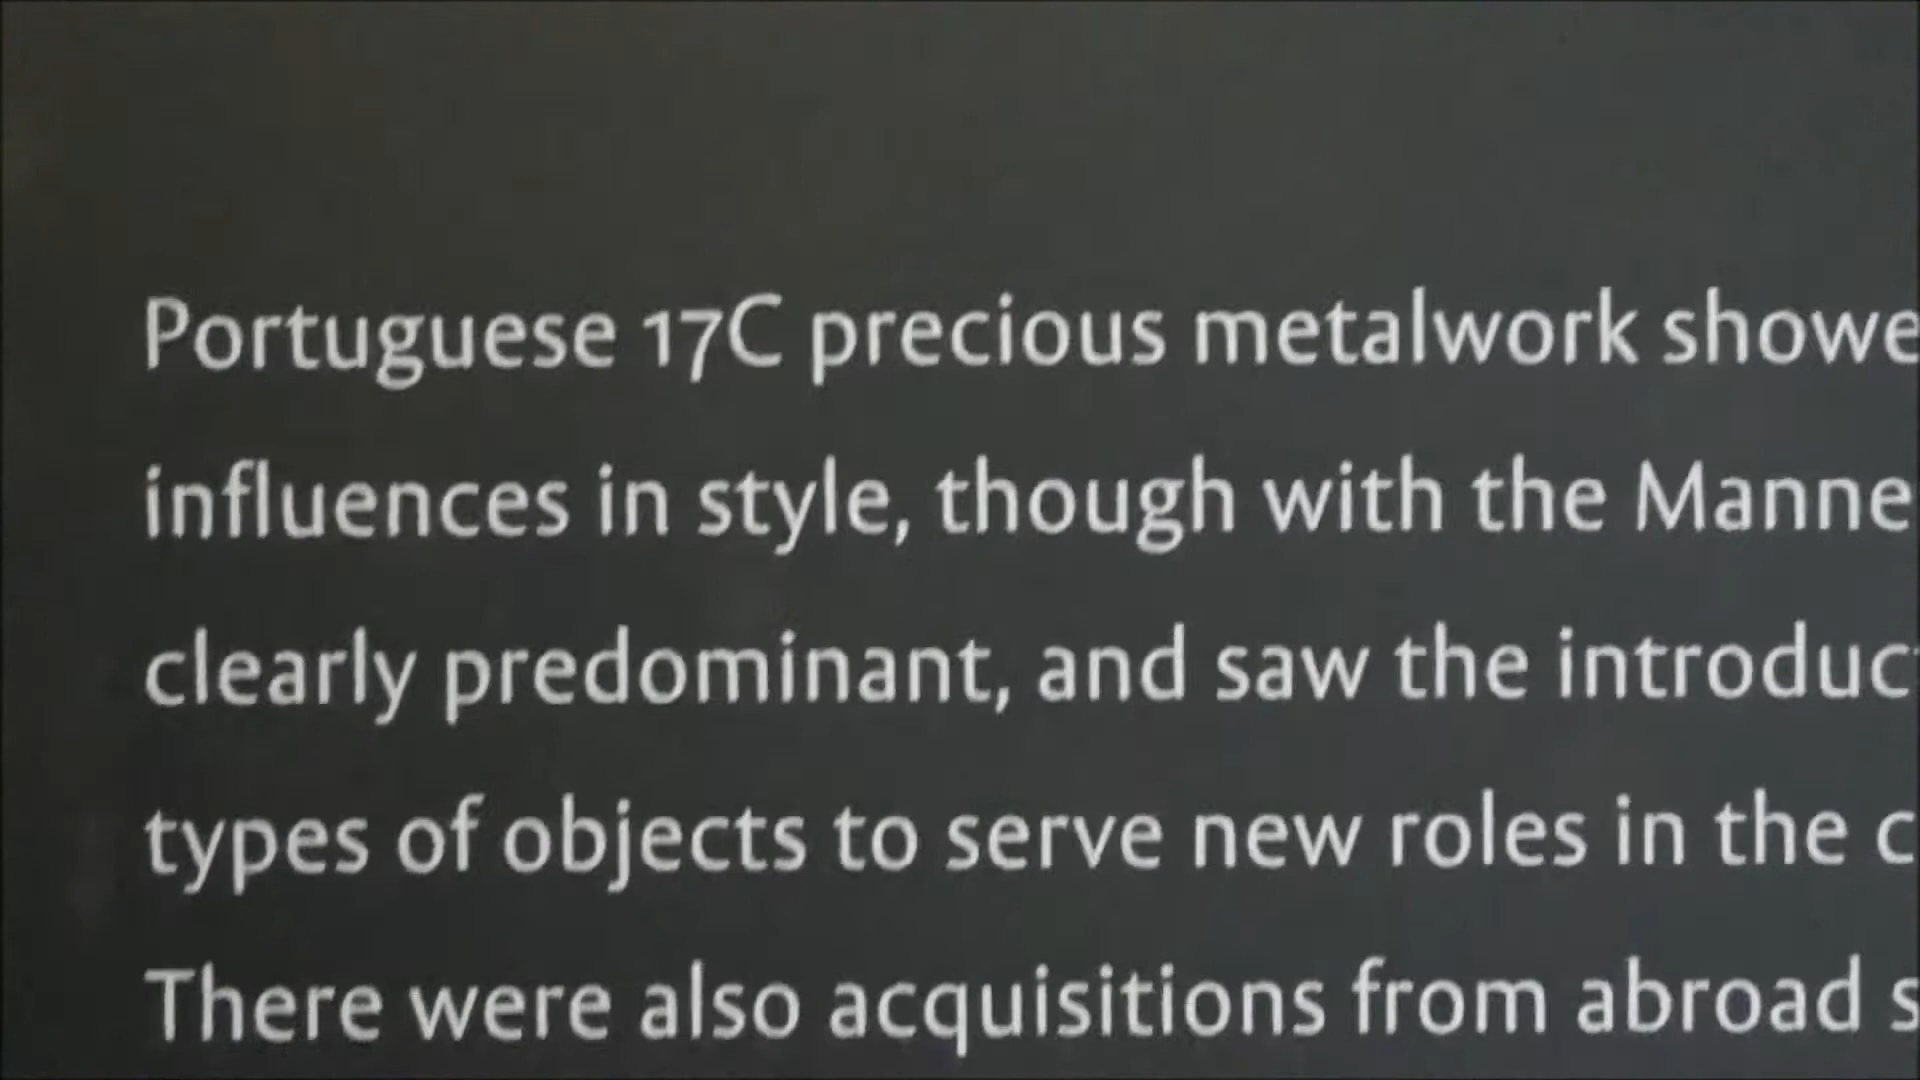 Portuguese 17C precious metalwork showe
influences in style, though with the Manne
clearly predominant, and saw the introduc
types of objects to serve new roles in the c
There were also acquisitions from abroad s